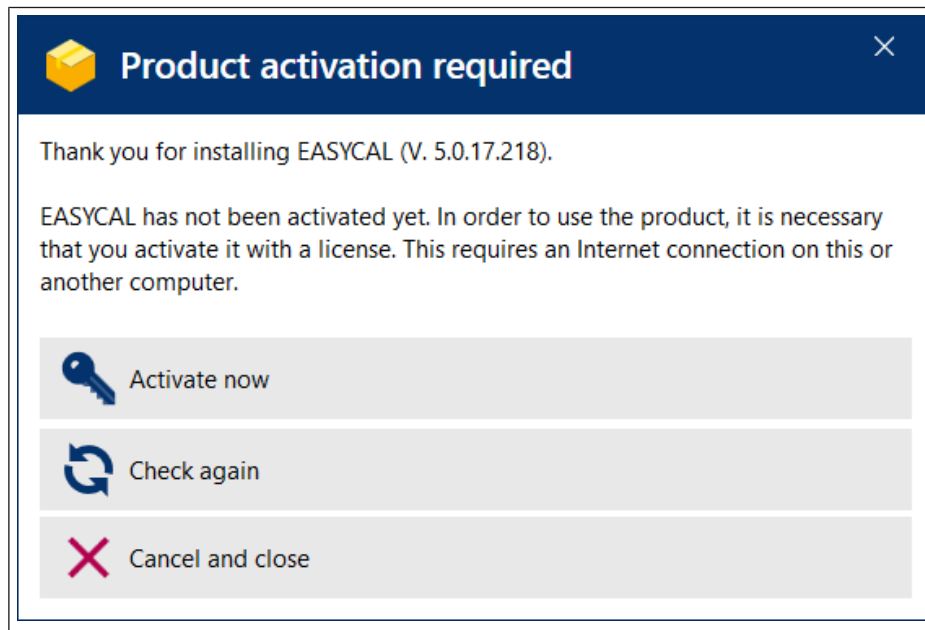 Product activation required
Thank you for installing EASYCAL (V. 5.0.17.218).
EASYCAL has not been activated yet. In order to use the product, it is necessary
that you activate it with a license. This requires an Internet connection on this or
another computer.
Activate now
Check again
Cancel and close